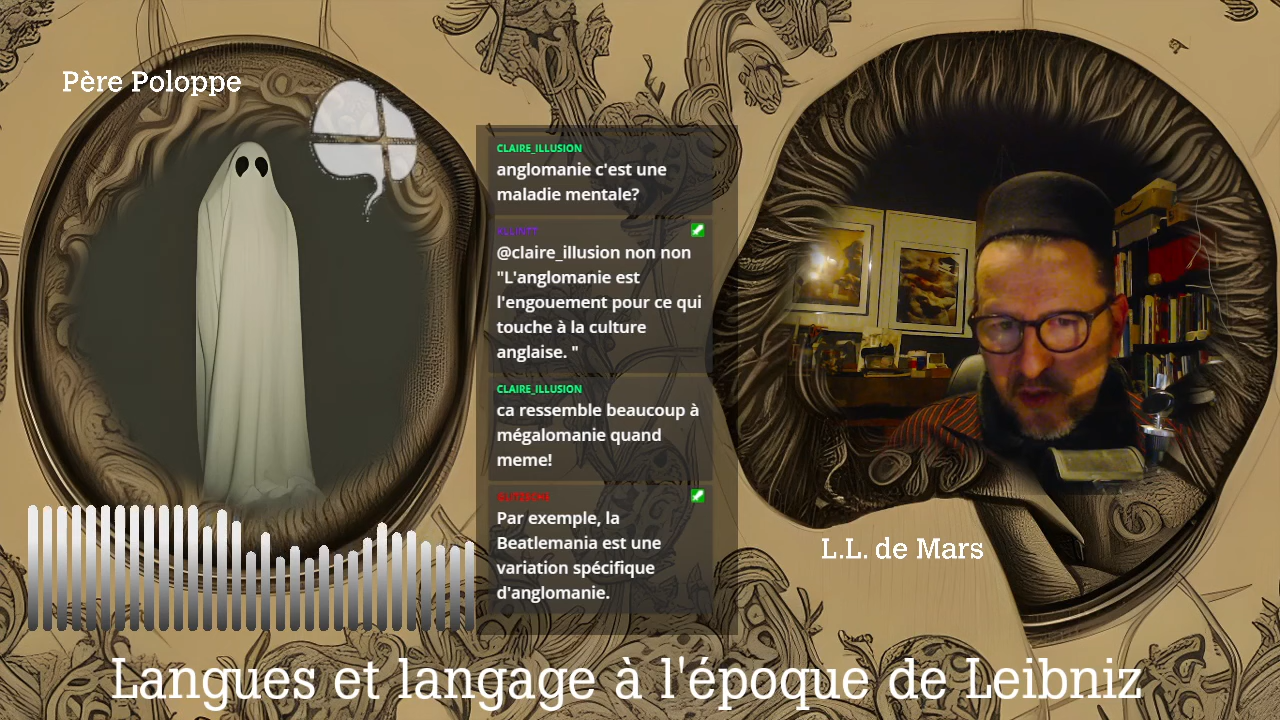 Père Poloppe
CLAIRE_ILLUSION
anglomanie c'est une
maladie mentale?
@claire_illusion non non
"L'anglomanie est
l'engouement pour ce qui
touche à la culture
anglaise. "
CLAIRE_ILLUSION
ca ressemble beaucoup à
mégalomanie quand
meme!
Par exemple, la
Beatlemania est une
variation spécifique
d'anglomanie.
L.L. de Mars
Langues et langage à l'époque de Leibniz